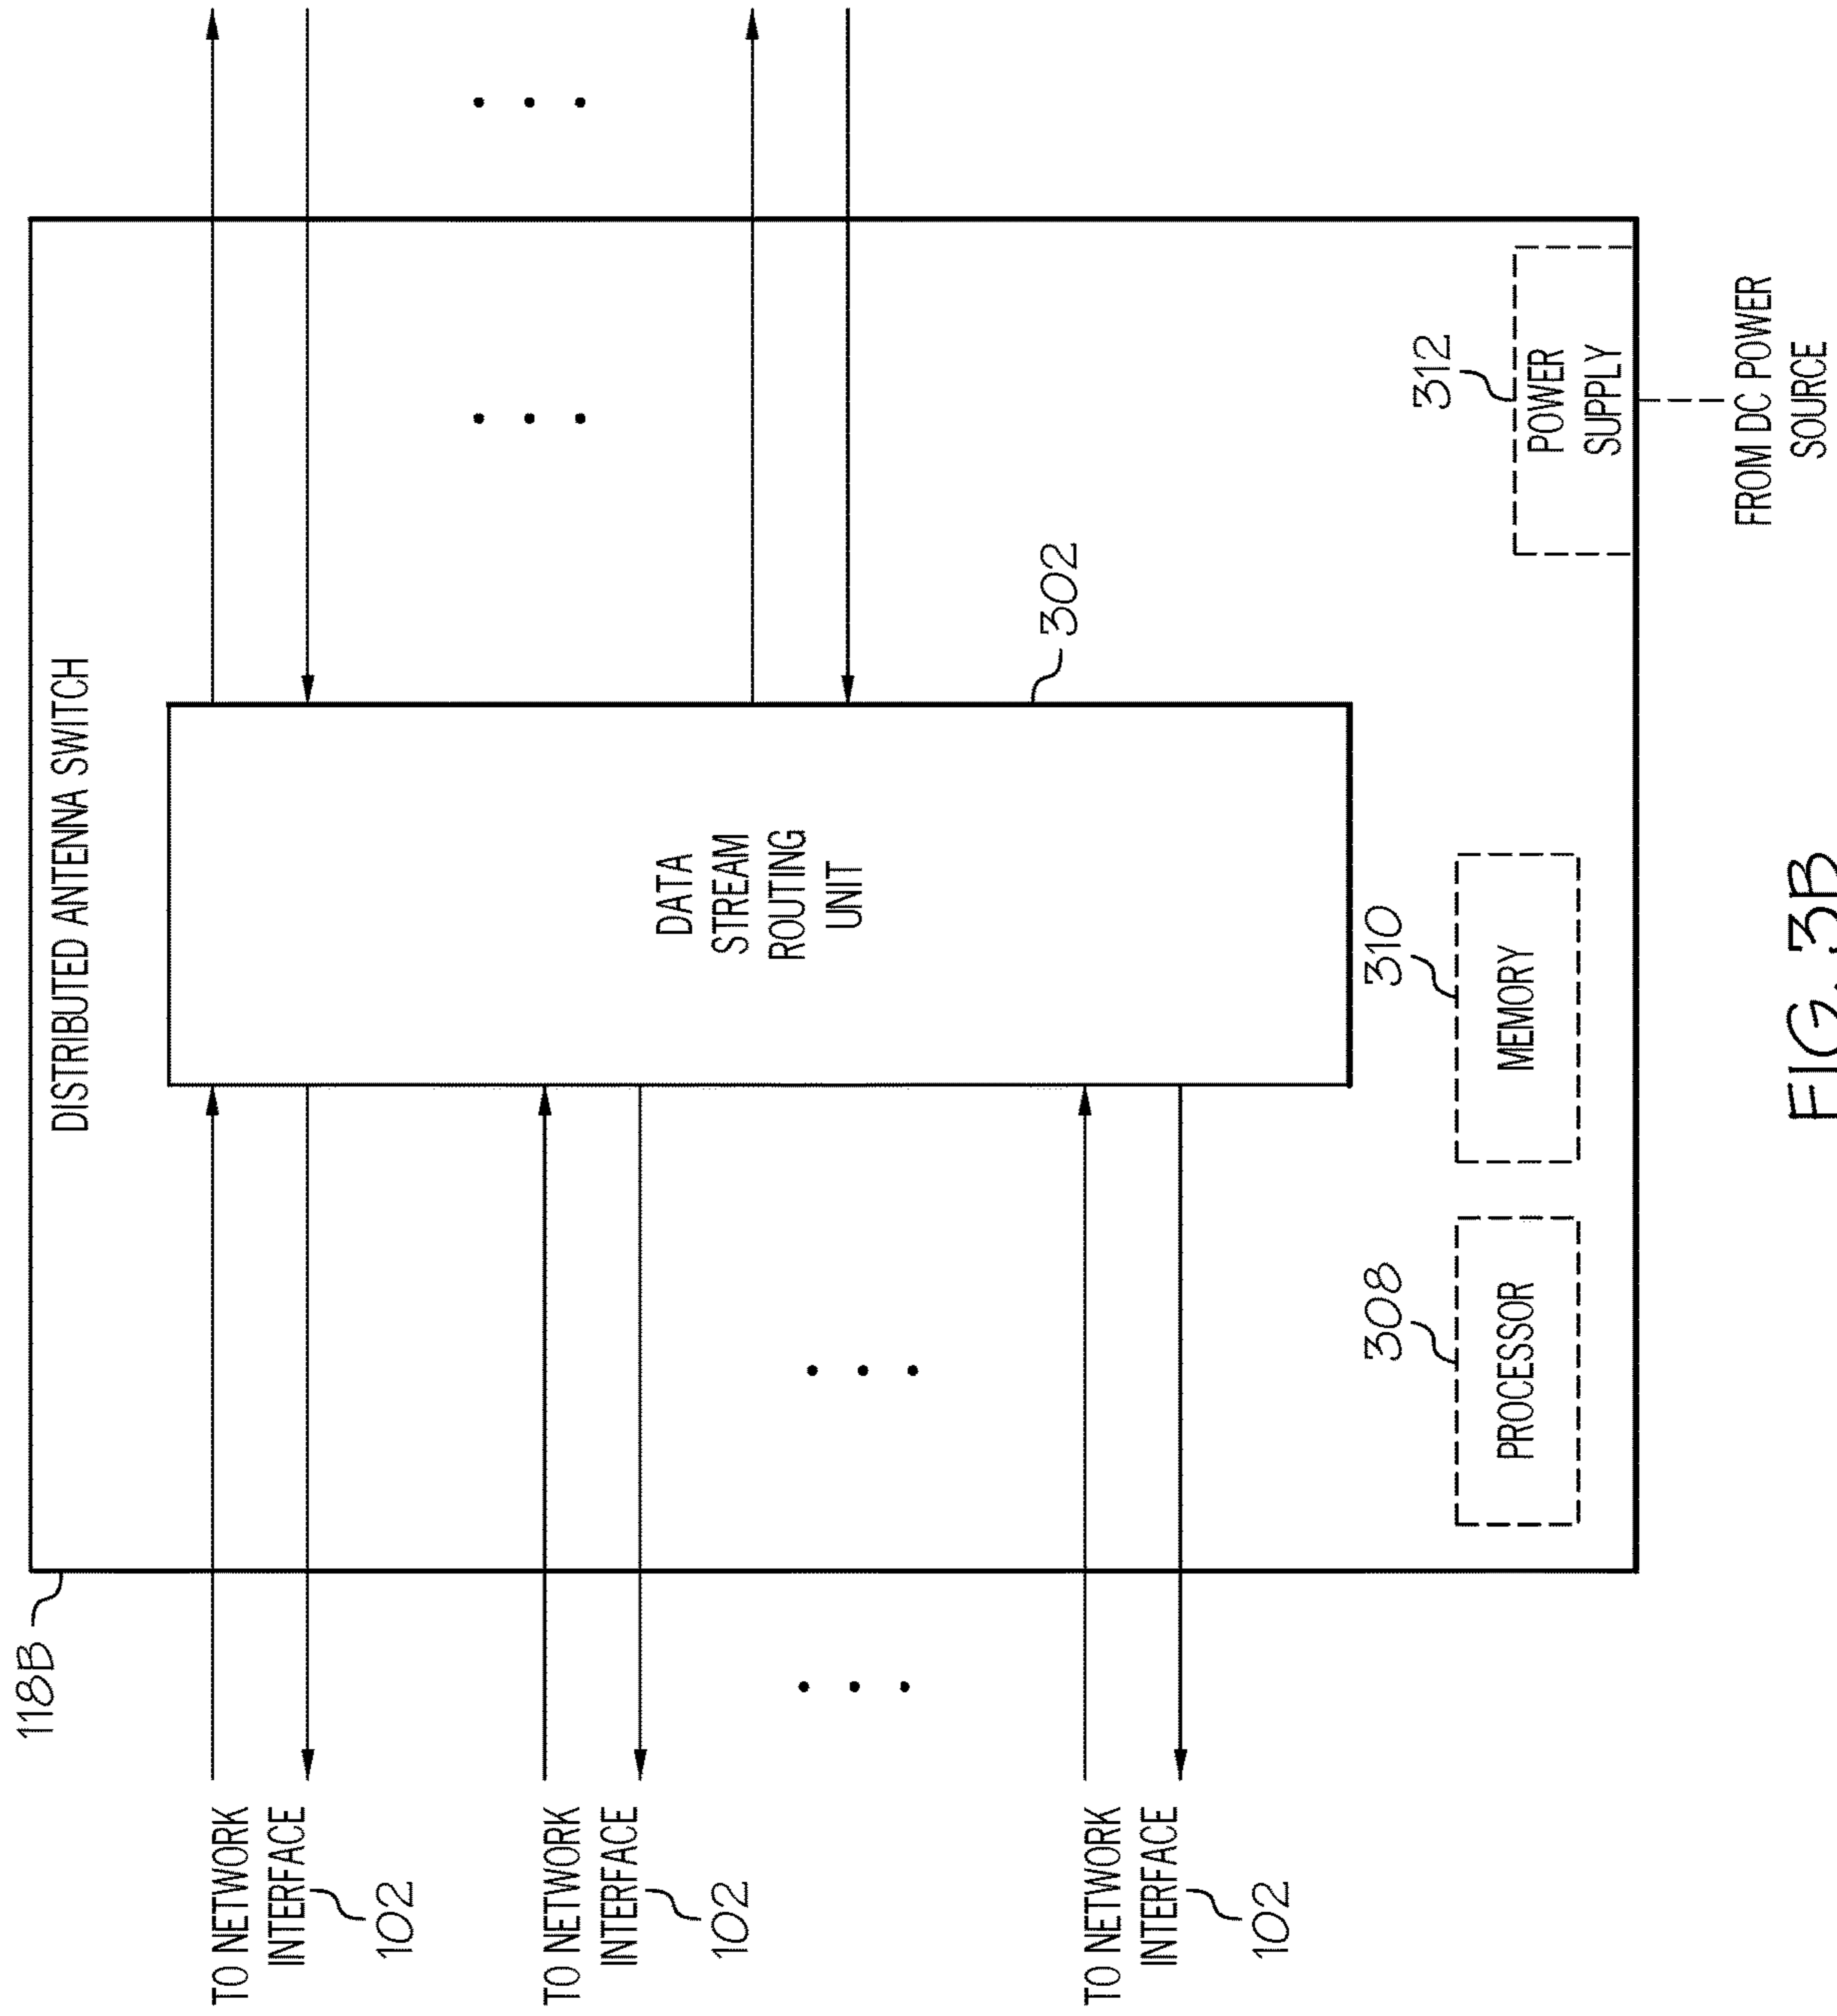 118B
DISTRIBUTED ANTENNA SWITCH
TO NETWORK
INTERFACE
102
TO NETWORK
INTERFACE
102
TO NETWORK
INTERFACE
102
DATA
STREAM
ROUTING
UNIT
302
308
PROCESSOR
310
MEMORY
312
POWER
SUPPLY
FROM DC POWER
SOURCE
FIG. 3B